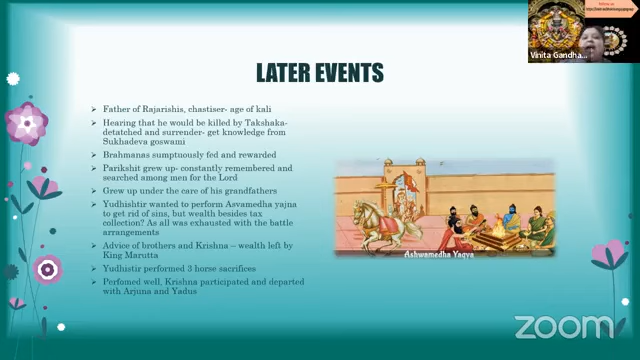 Vinita Gandha...
LATER EVENTS
Father of Rajarishis, chastiser- age of kali
Hearing that he would be killed by Takshaka-
detatched and surrender- get knowledge from
Sukhadeva goswami
Brahmanas sumptuously fed and rewarded
Parikshit grew up- constantly remembered and
searched among men for the Lord
Grew up under the care of his grandfathers
Yudhishtir wanted to perform Asvamedha yajna
to get rid of sins, but wealth besides tax
collection? As all was exhausted with the battle
arrangements
Advice of brothers and Krishna – wealth left by
King Marutta
Yudhistir performed 3 horse sacrifices
Perfomed well, Krishna participated and departed
with Arjuna and Yadus
Ashwamedha Yagya
zoom